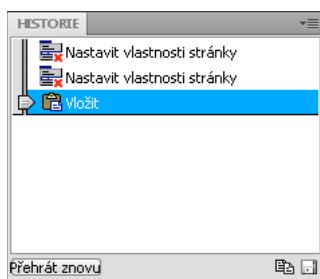 HISTORIE
Nastavit vlastnosti stránky
Nastavit vlastnosti stránky
Vložit
Přehrát znovu